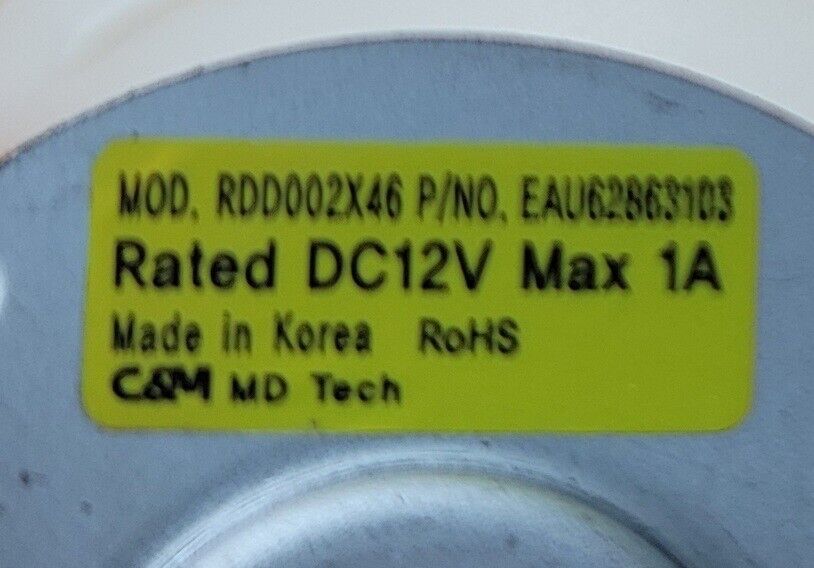 MOD. RDD002X46 P/NO. EAU62863103
Rated DC12V Max 1A
Made in Korea RoHS
C&M MD Tech